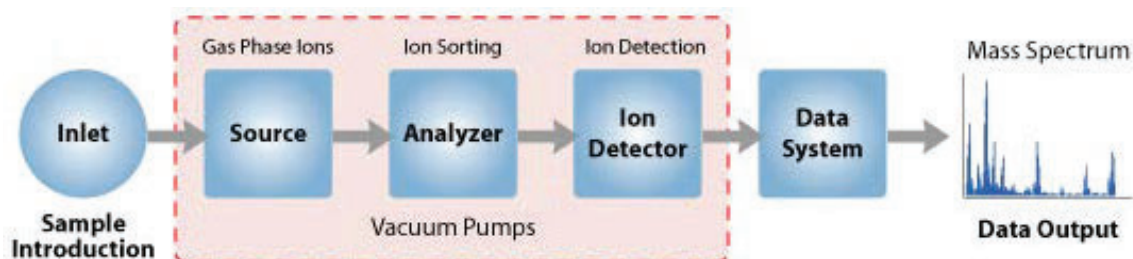 Gas Phase Ions
Ion Sorting
Ion Detection
Mass Spectrum
Inlet
Source
Analyzer
Ion
Detector
Data
System
Sample
Introduction
Vacuum Pumps
Data Output